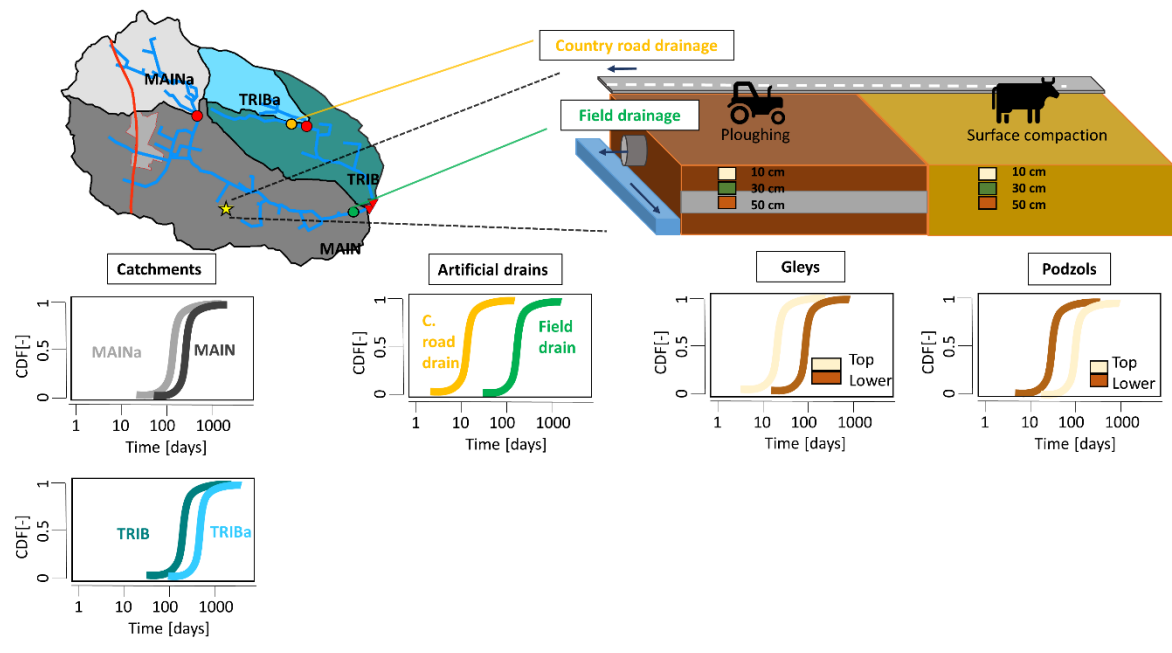 Country road drainage
MAINa
TRIBa
Field drainage
TRIB
MAIN
Ploughing
Surface compaction
10 cm
30 cm
50 cm
10 cm
30 cm
50 cm
Catchments
Artificial drains
Gleys
Podzols
CDF[-]
0
0.5
1
MAINa
MAIN
1
10
100
1000
Time [days]
CDF[-]
0
0.5
1
C.
road
drain
Field
drain
1
10
100
1000
Time [days]
CDF[-]
0
0.5
1
Top
Lower
1
10
100
1000
Time [days]
CDF[-]
0
0.5
1
Top
Lower
1
10
100
1000
Time [days]
CDF[-]
0
0.5
1
TRIB
TRIBa
1
10
100
1000
Time [days]